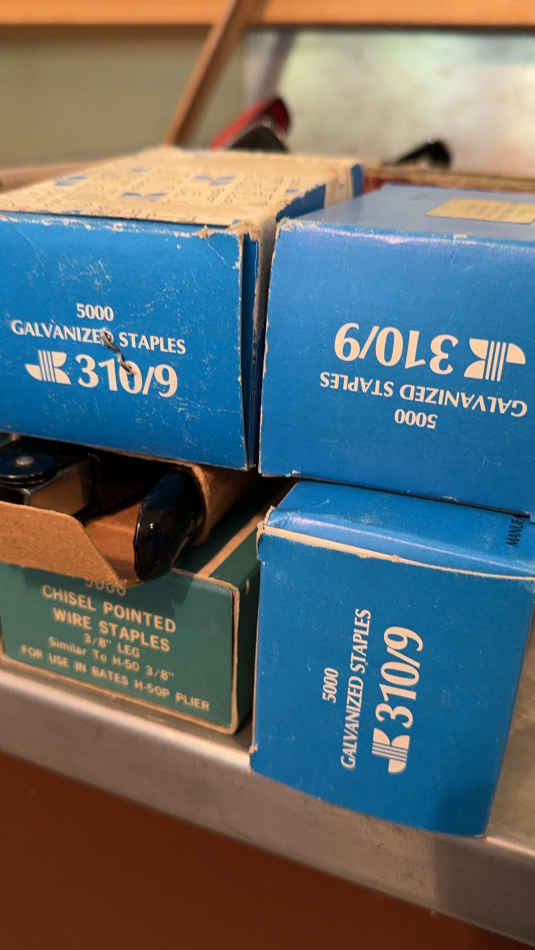 5000
GALVANIZED STAPLES
310/9
310/9
GALVANIZED STAPLES
5000
5000
CHISEL POINTED
WIRE STAPLES
3/8" LEG
Similar To H-50 3/8"
FOR USE IN BATES H-50P PLIER
5000
GALVANIZED STAPLES
310/9